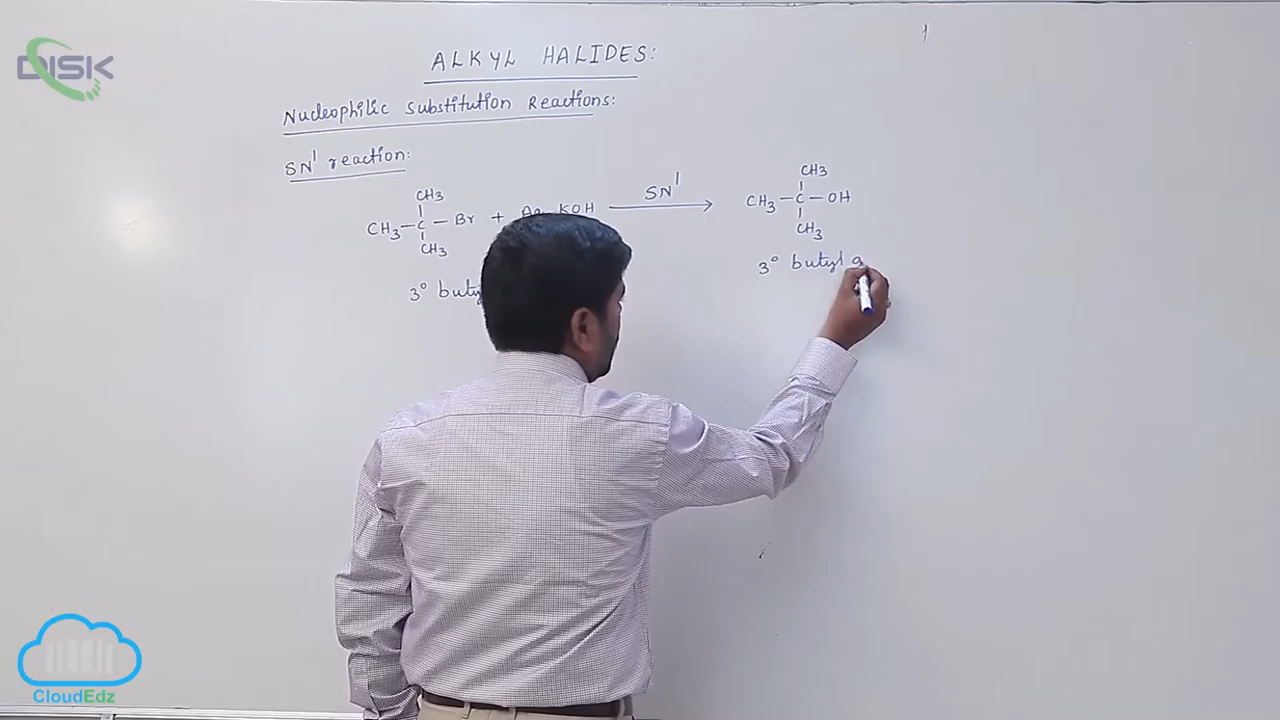 DISK
ALKYL HALIDES:
Nucleophilic Substitution Reactions:
SN1 reaction:
CH3
CH3 - C - Br + Aq KOH
CH3
3° buty
SN1
CH3
CH3 - C - OH
CH3
3° butyl a
CloudEdz